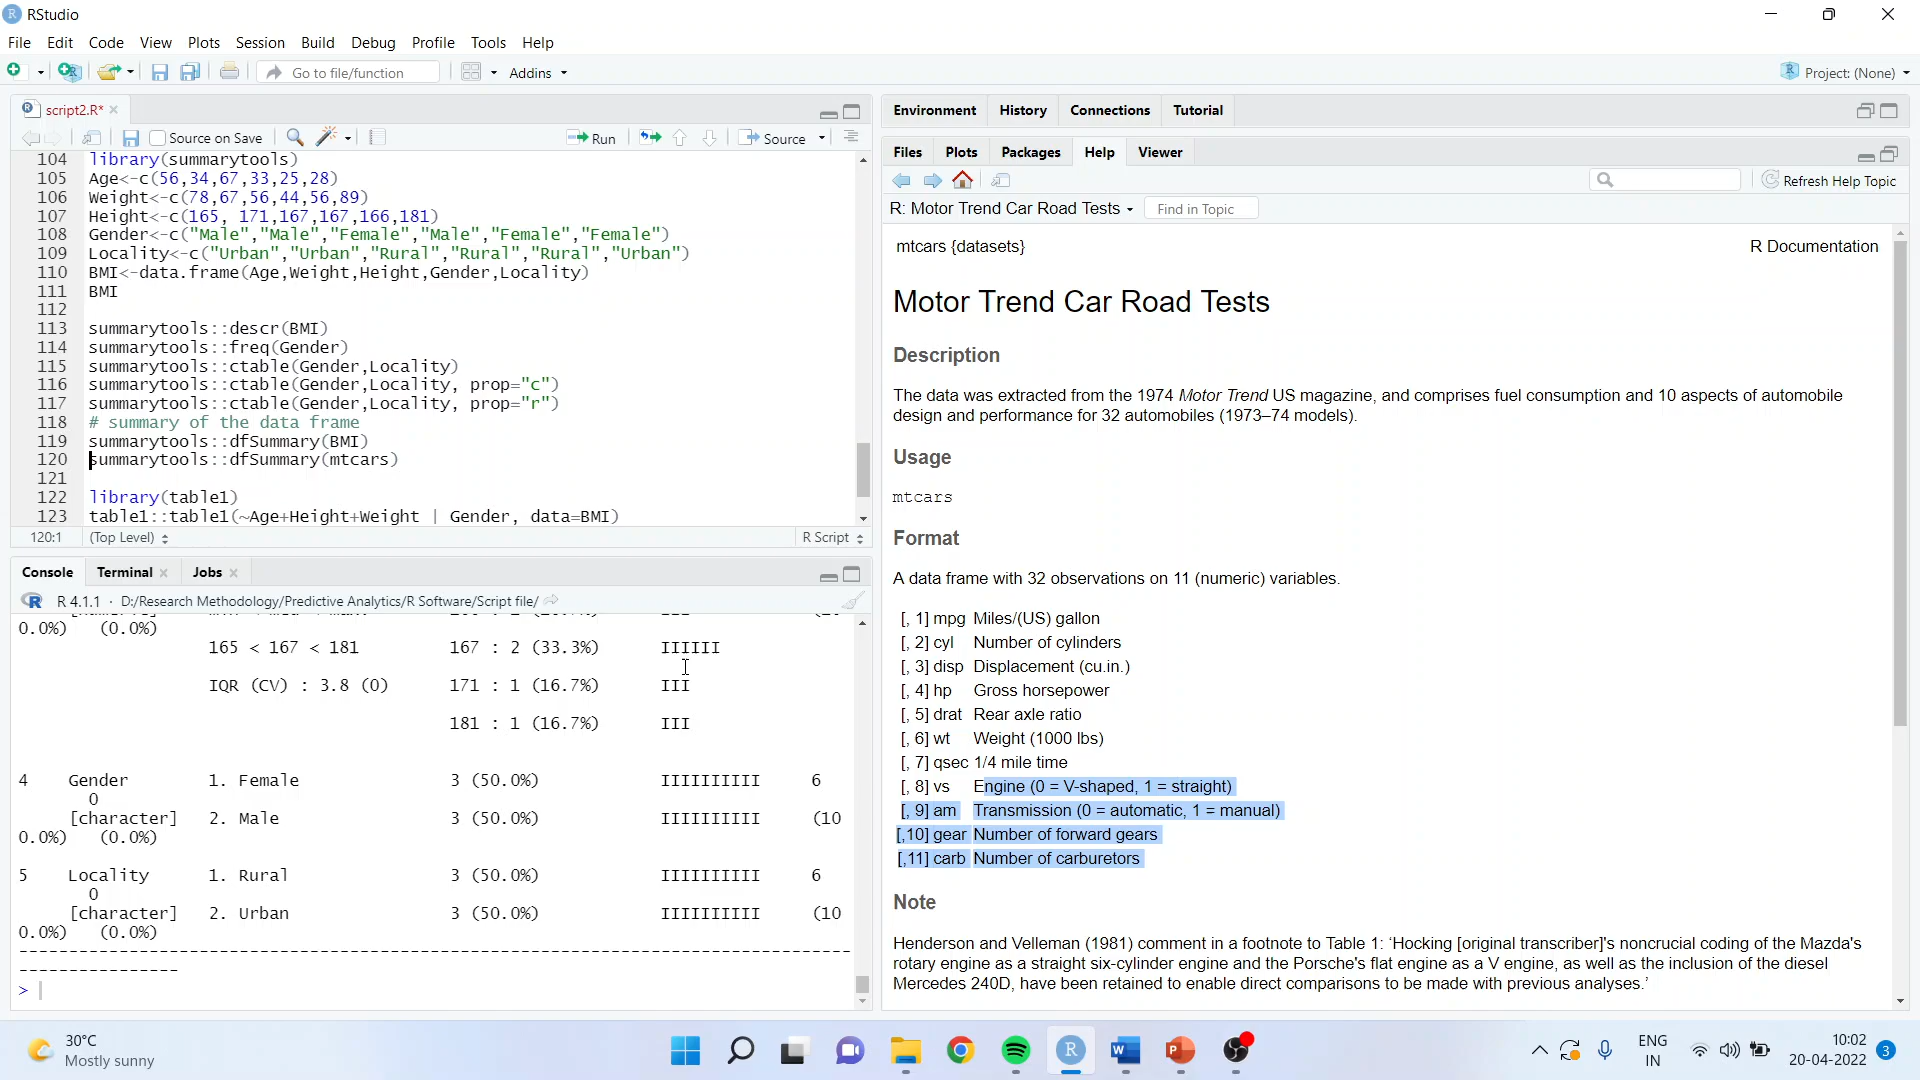 RStudio
File Edit Code View Plots Session Build Debug Profile Tools Help
Go to file/function Addins Project: (None)
script2.R*
Source on Save Run Source
104 library(summarytools)
105 Age<-c(56,34,67,33,25,28)
106 Weight<-c(78,67,56,44,56,89)
107 Height<-c(165, 171,167,167,166,181)
108 Gender<-c("Male","Male","Female","Male","Female","Female")
109 Locality<-c("Urban","Urban","Rural","Rural","Rural","Urban")
110 BMI<-data.frame(Age,Weight,Height,Gender,Locality)
111 BMI
112
113 summarytools::descr(BMI)
114 summarytools::freq(Gender)
115 summarytools::ctable(Gender,Locality)
116 summarytools::ctable(Gender,Locality, prop="c")
117 summarytools::ctable(Gender,Locality, prop="r")
118 # summary of the data frame
119 summarytools::dfSummary(BMI)
120 summarytools::dfSummary(mtcars)
121
122 library(table1)
123 table1::table1(~Age+Height+Weight | Gender, data=BMI)
120:1 (Top Level) R Script
Console Terminal Jobs
R 4.1.1 · D:/Research Methodology/Predictive Analytics/R Software/Script file/
0.0%) (0.0%)
165 < 167 < 181 167 : 2 (33.3%) IIIIII
IQR (CV) : 3.8 (0) 171 : 1 (16.7%) III
181 : 1 (16.7%) III
4 Gender 1. Female 3 (50.0%) IIIIIIIIII 6
0
[character] 2. Male 3 (50.0%) IIIIIIIIII (10
0.0%) (0.0%)
5 Locality 1. Rural 3 (50.0%) IIIIIIIIII 6
0
[character] 2. Urban 3 (50.0%) IIIIIIIIII (10
0.0%) (0.0%)
-------------------------------------------------------------------------------------
----------------
>
Environment History Connections Tutorial
Files Plots Packages Help Viewer
Refresh Help Topic
R: Motor Trend Car Road Tests Find in Topic
mtcars {datasets} R Documentation
Motor Trend Car Road Tests
Description
The data was extracted from the 1974 Motor Trend US magazine, and comprises fuel consumption and 10 aspects of automobile
design and performance for 32 automobiles (1973–74 models).
Usage
mtcars
Format
A data frame with 32 observations on 11 (numeric) variables.
[, 1] mpg Miles/(US) gallon
[, 2] cyl Number of cylinders
[, 3] disp Displacement (cu.in.)
[, 4] hp Gross horsepower
[, 5] drat Rear axle ratio
[, 6] wt Weight (1000 lbs)
[, 7] qsec 1/4 mile time
[, 8] vs Engine (0 = V-shaped, 1 = straight)
[, 9] am Transmission (0 = automatic, 1 = manual)
[,10] gear Number of forward gears
[,11] carb Number of carburetors
Note
Henderson and Velleman (1981) comment in a footnote to Table 1: ‘Hocking [original transcriber]'s noncrucial coding of the Mazda's
rotary engine as a straight six-cylinder engine and the Porsche's flat engine as a V engine, as well as the inclusion of the diesel
Mercedes 240D, have been retained to enable direct comparisons to be made with previous analyses.’
30°C
Mostly sunny
ENG
IN
10:02
20-04-2022
3